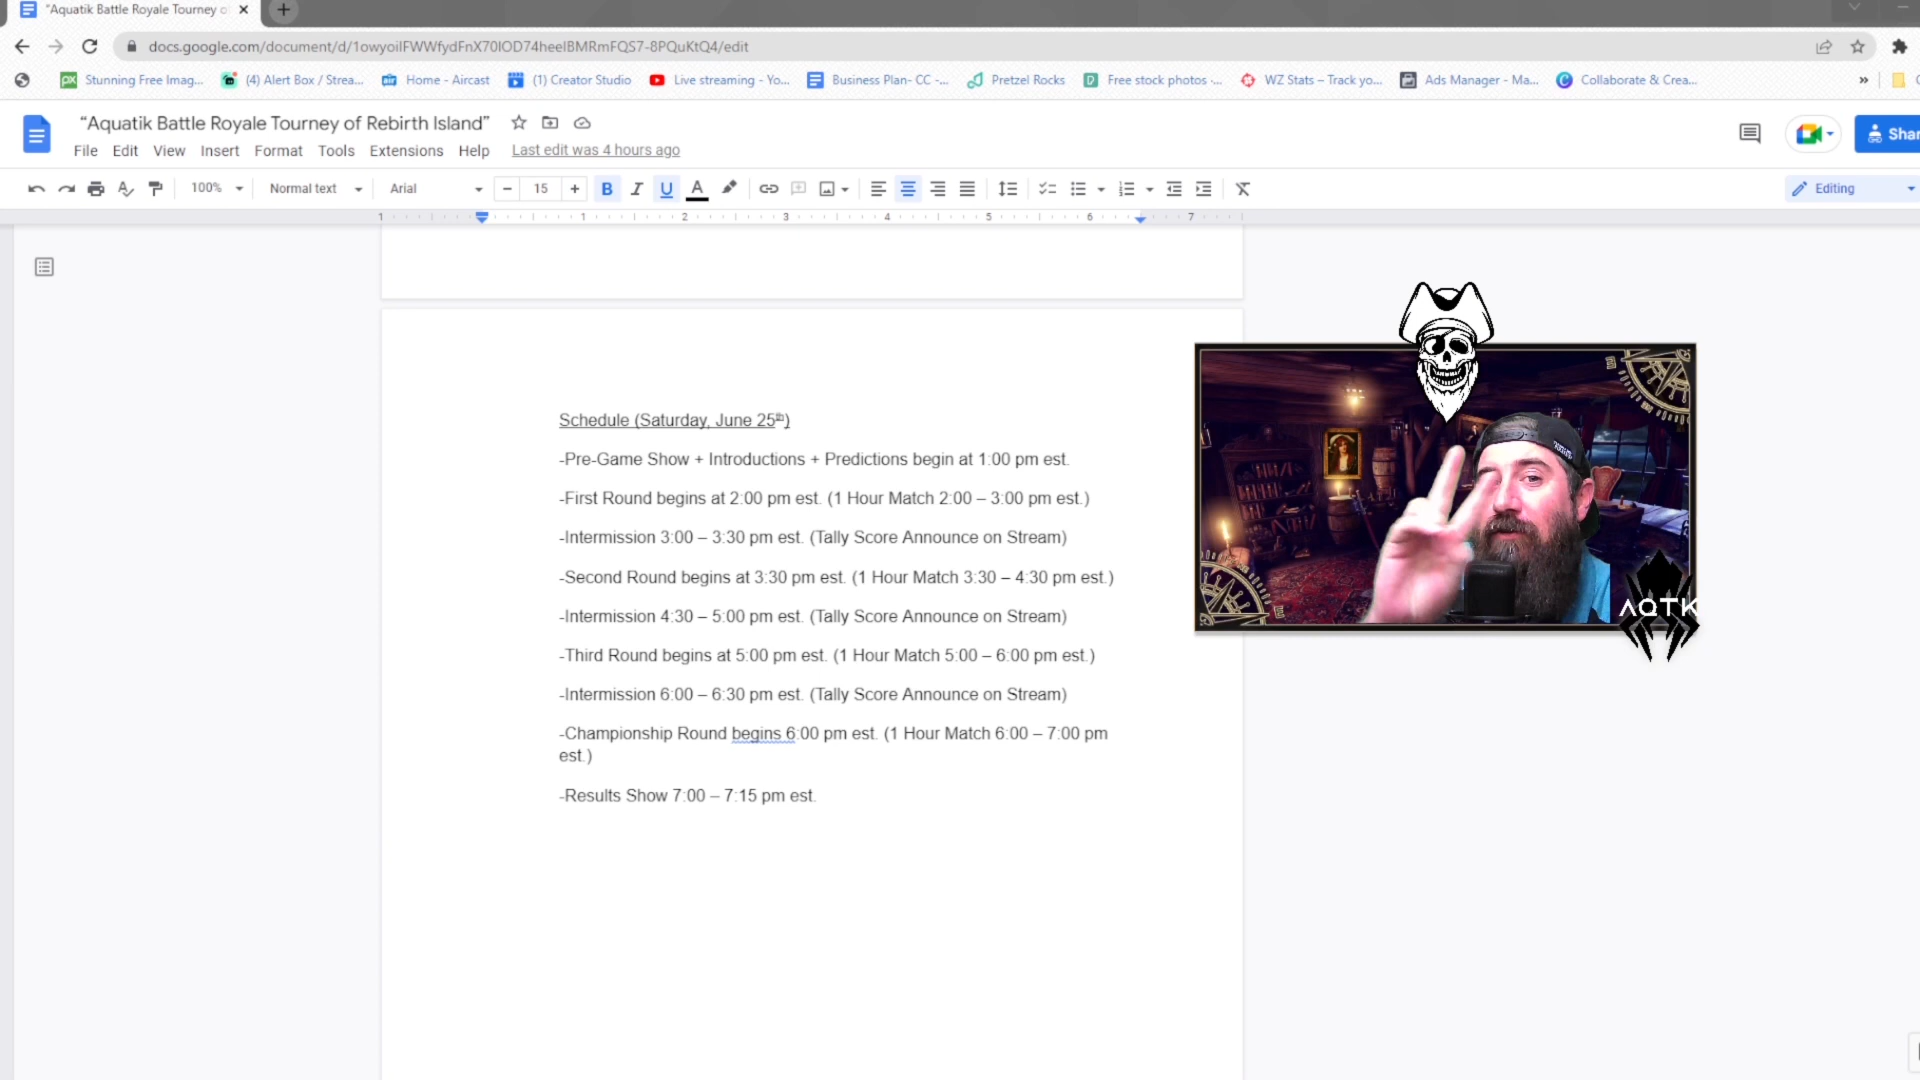 "Aquatik Battle Royale Tourney o
docs.google.com/document/d/1owyoilFWWfydFnX70IOD74heelBMRmFQS7-8PQuKtQ4/edit
Stunning Free Imag... (4) Alert Box / Strea... Home - Aircast (1) Creator Studio Live streaming - Yo... Business Plan- CC -... Pretzel Rocks Free stock photos ·... WZ Stats – Track yo... Ads Manager - Ma... Collaborate & Crea... »
“Aquatik Battle Royale Tourney of Rebirth Island”
File Edit View Insert Format Tools Extensions Help Last edit was 4 hours ago
Shar
100% Normal text Arial 15 B I U A Editing
1 1 2 3 4 5 6 7
Schedule (Saturday, June 25th)
-Pre-Game Show + Introductions + Predictions begin at 1:00 pm est.
-First Round begins at 2:00 pm est. (1 Hour Match 2:00 – 3:00 pm est.)
-Intermission 3:00 – 3:30 pm est. (Tally Score Announce on Stream)
-Second Round begins at 3:30 pm est. (1 Hour Match 3:30 – 4:30 pm est.)
-Intermission 4:30 – 5:00 pm est. (Tally Score Announce on Stream)
-Third Round begins at 5:00 pm est. (1 Hour Match 5:00 – 6:00 pm est.)
-Intermission 6:00 – 6:30 pm est. (Tally Score Announce on Stream)
-Championship Round begins 6:00 pm est. (1 Hour Match 6:00 – 7:00 pm
est.)
-Results Show 7:00 – 7:15 pm est.
AQTK